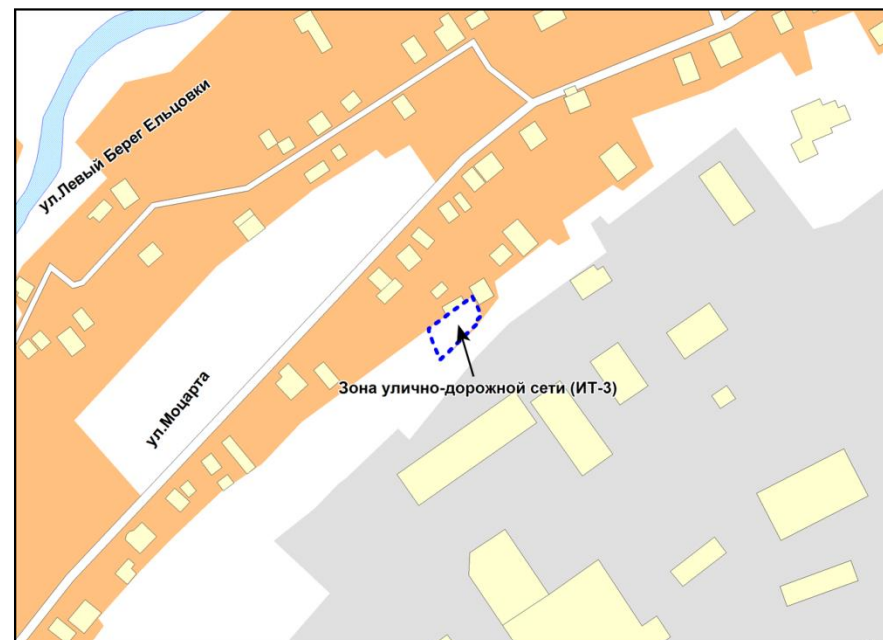 ул.Левый Берег Ельцовки
Зона улично-дорожной сети (ИТ-3)
ул.Моцарта